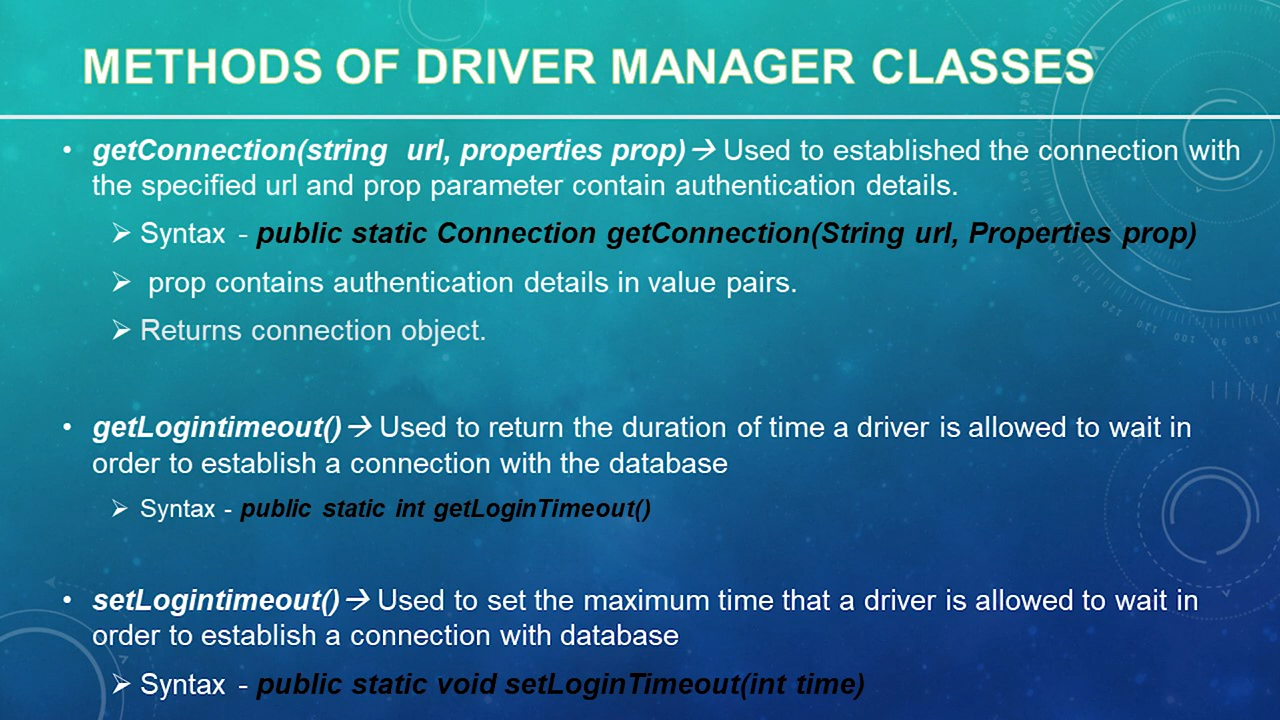 METHODS OF DRIVER MANAGER CLASSES
• getConnection(string url, properties prop)→ Used to established the connection with
the specified url and prop parameter contain authentication details.
➢ Syntax - public static Connection getConnection(String url, Properties prop)
➢ prop contains authentication details in value pairs.
➢ Returns connection object.
• getLogintimeout()→ Used to return the duration of time a driver is allowed to wait in
order to establish a connection with the database
➢ Syntax - public static int getLoginTimeout()
• setLogintimeout()→ Used to set the maximum time that a driver is allowed to wait in
order to establish a connection with database
➢ Syntax - public static void setLoginTimeout(int time)